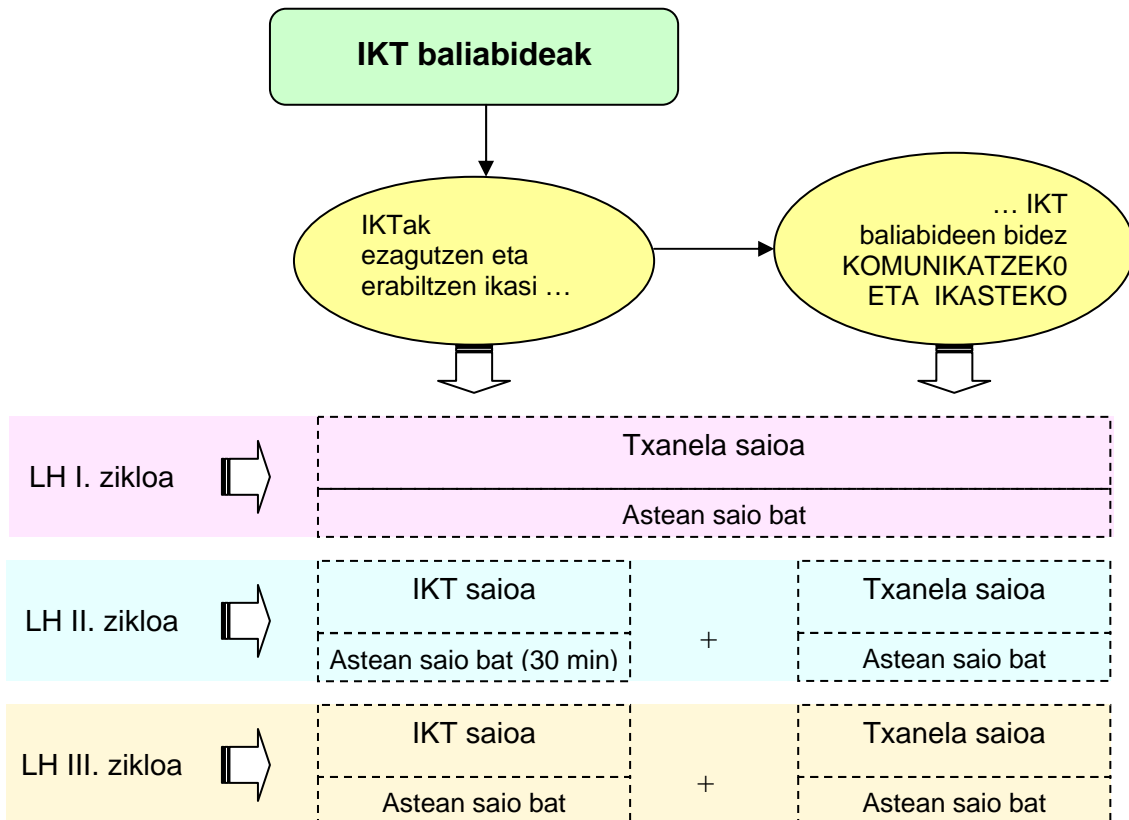 IKT baliabideak
IKTak
ezagutzen eta
erabiltzen ikasi …
… IKT
baliabideen bidez
KOMUNIKATZEK0
ETA IKASTEKO
LH I. zikloa
Txanela saioa
Astean saio bat
LH II. zikloa
IKT saioa
Astean saio bat (30 min)
+
Txanela saioa
Astean saio bat
LH III. zikloa
IKT saioa
Astean saio bat
+
Txanela saioa
Astean saio bat